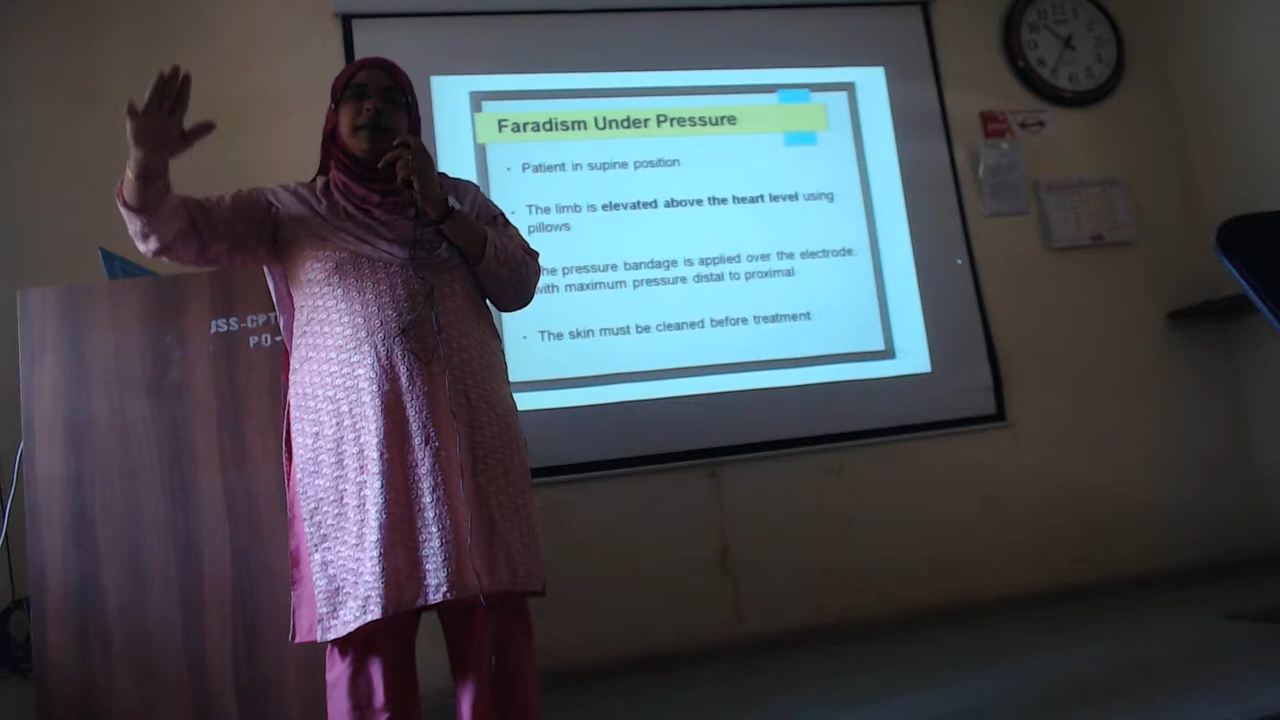 Faradism Under Pressure
• Patient in supine position
• The limb is elevated above the heart level using
pillows
he pressure bandage is applied over the electrode.
with maximum pressure distal to proximal
• The skin must be cleaned before treatment
JSS-CPT
PO-